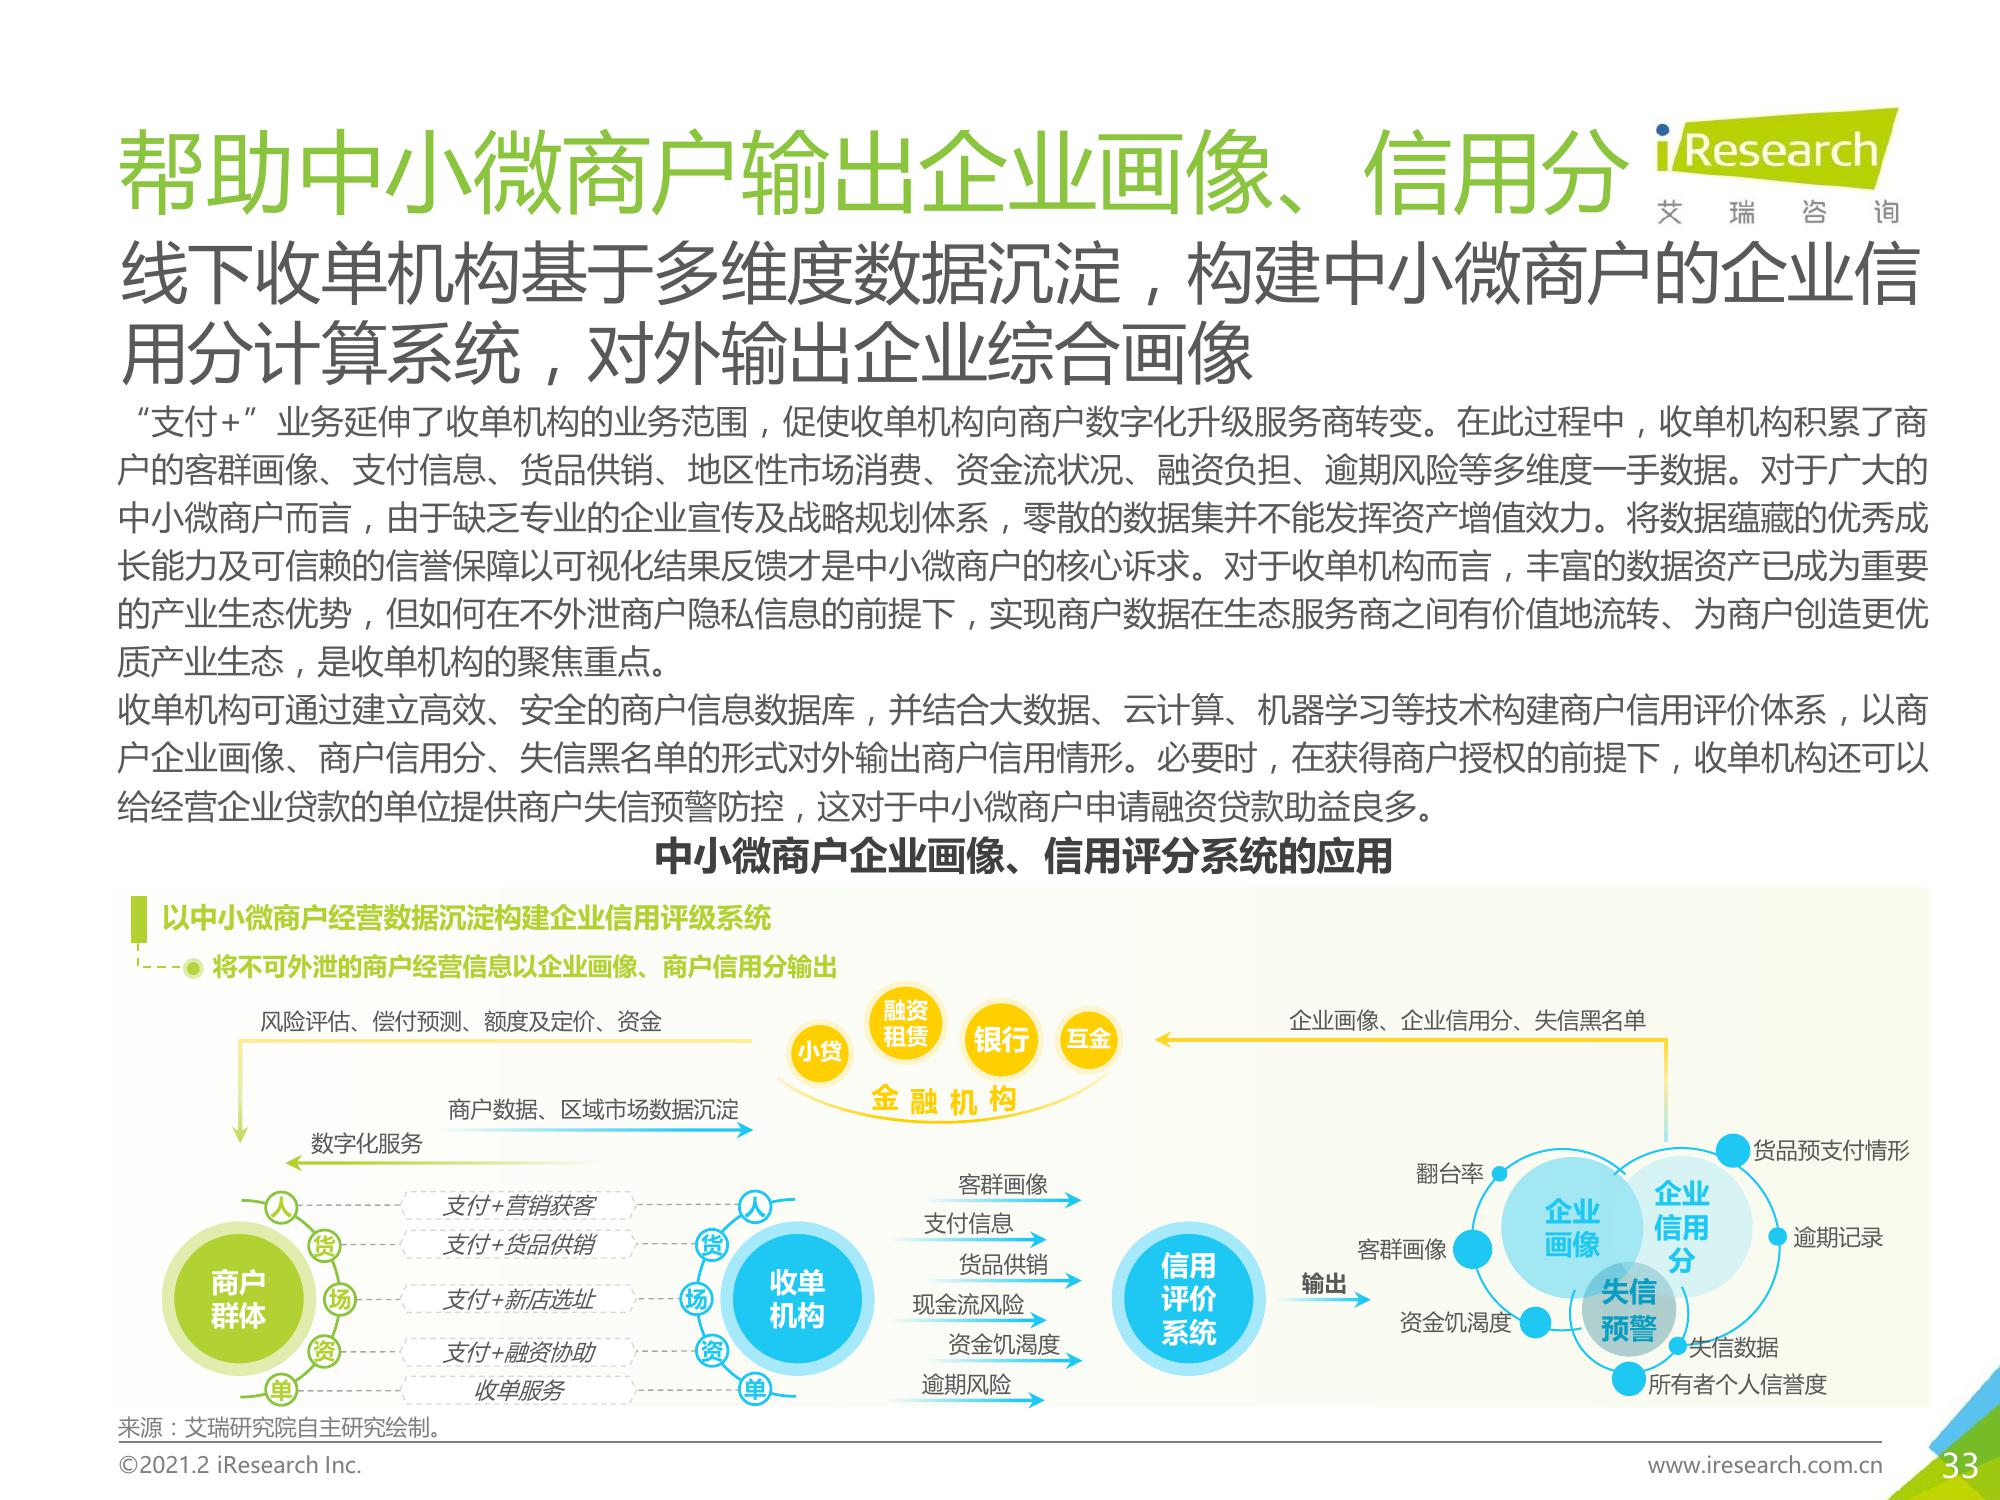 帮助中小微商户输出企业画像、信用分
iResearch
艾瑞咨询
线下收单机构基于多维度数据沉淀，构建中小微商户的企业信
用分计算系统，对外输出企业综合画像
“支付+”业务延伸了收单机构的业务范围，促使收单机构向商户数字化升级服务商转变。在此过程中，收单机构积累了商
户的客群画像、支付信息、货品供销、地区性市场消费、资金流状况、融资负担、逾期风险等多维度一手数据。对于广大的
中小微商户而言，由于缺乏专业的企业宣传及战略规划体系，零散的数据集并不能发挥资产增值效力。将数据蕴藏的优秀成
长能力及可信赖的信誉保障以可视化结果反馈才是中小微商户的核心诉求。对于收单机构而言，丰富的数据资产已成为重要
的产业生态优势，但如何在不外泄商户隐私信息的前提下，实现商户数据在生态服务商之间有价值地流转、为商户创造更优
质产业生态，是收单机构的聚焦重点。
收单机构可通过建立高效、安全的商户信息数据库，并结合大数据、云计算、机器学习等技术构建商户信用评价体系，以商
户企业画像、商户信用分、失信黑名单的形式对外输出商户信用情形。必要时，在获得商户授权的前提下，收单机构还可以
给经营企业贷款的单位提供商户失信预警防控，这对于中小微商户申请融资贷款助益良多。
中小微商户企业画像、信用评分系统的应用
以中小微商户经营数据沉淀构建企业信用评级系统
将不可外泄的商户经营信息以企业画像、商户信用分输出
风险评估、偿付预测、额度及定价、资金
小贷
融资
租赁
银行
互金
金融机构
企业画像、企业信用分、失信黑名单
商户数据、区域市场数据沉淀
数字化服务
商户
群体
人
货
场
资
单
支付+营销获客
支付+货品供销
支付+新店选址
支付+融资协助
收单服务
人
货
场
资
单
收单
机构
客群画像
支付信息
货品供销
现金流风险
资金饥渴度
逾期风险
信用
评价
系统
输出
翻台率
客群画像
资金饥渴度
企业
画像
企业
信用
分
失信
预警
货品预支付情形
逾期记录
失信数据
所有者个人信誉度
来源：艾瑞研究院自主研究绘制。
©2021.2 iResearch Inc.
www.iresearch.com.cn
33